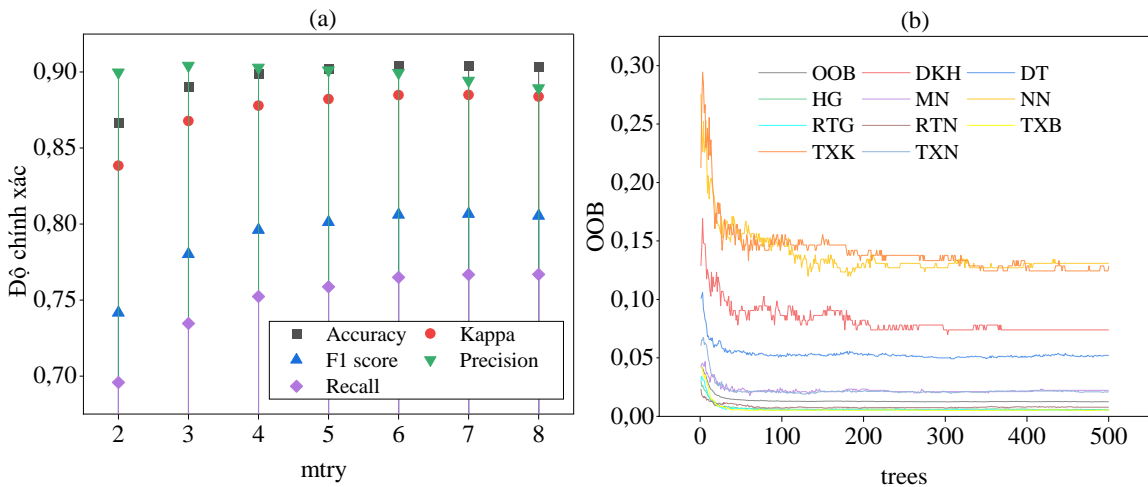 (a)
0,90
0,85
0,80
0,75
0,70
Độ chính xác
Accuracy Kappa
F1 score Precision
Recall
2 3 4 5 6 7 8
mtry
(b)
0,30
0,25
0,20
0,15
0,10
0,05
0,00
OOB
OOB DKH DT
HG MN NN
RTG RTN TXB
TXK TXN
0 100 200 300 400 500
trees